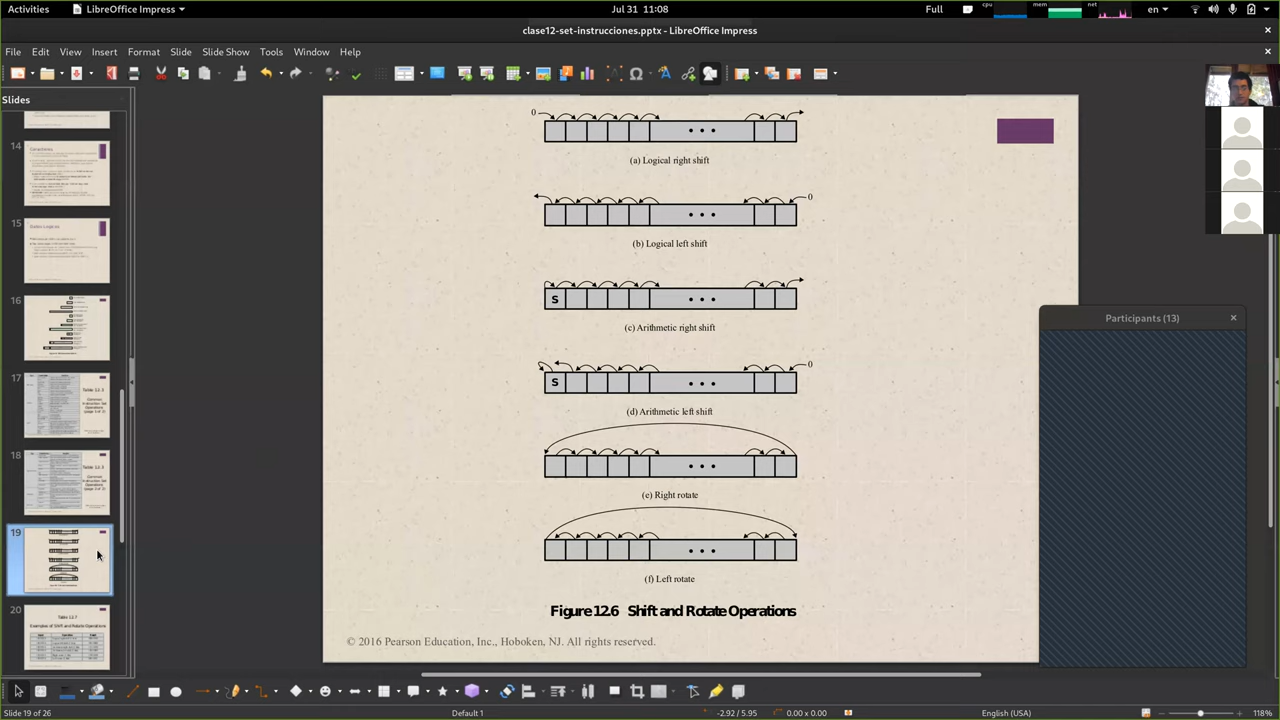 Activities LibreOffice Impress Jul 31 11:08 Full cpu mem net en
clase12-set-instrucciones.pptx - LibreOffice Impress
File Edit View Insert Format Slide Slide Show Tools Window Help
Slides
14
15
16
17
18
19
20
0
(a) Logical right shift
0
(b) Logical left shift
S
(c) Arithmetic right shift
0
S
(d) Arithmetic left shift
(e) Right rotate
(f) Left rotate
Figure 12.6 Shift and Rotate Operations
© 2016 Pearson Education, Inc., Hoboken, NJ. All rights reserved.
Participants (13)
Slide 19 of 26 Default 1 -2.92 / 5.95 0.00 x 0.00 English (USA) 118%